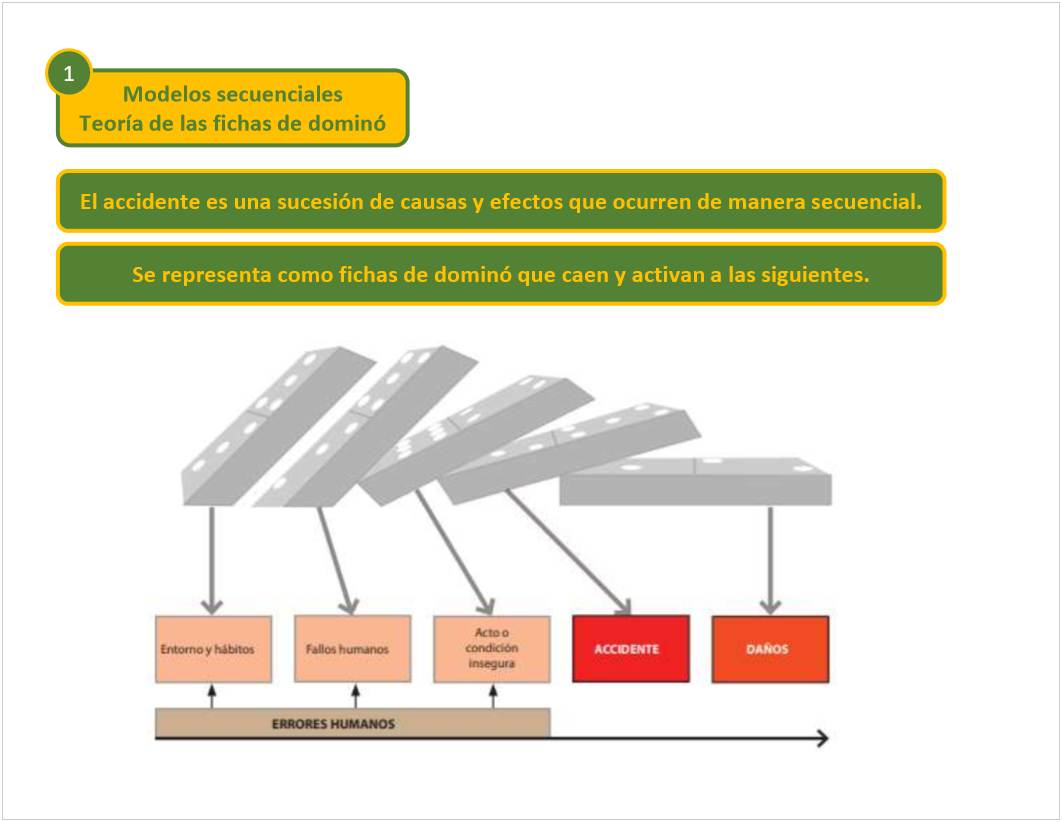 1
Modelos secuenciales
Teoría de las fichas de dominó
El accidente es una sucesión de causas y efectos que ocurren de manera secuencial.
Se representa como fichas de dominó que caen y activan a las siguientes.
Entorno y hábitos
Fallos humanos
Acto o
condición
insegura
ACCIDENTE
DAÑOS
ERRORES HUMANOS